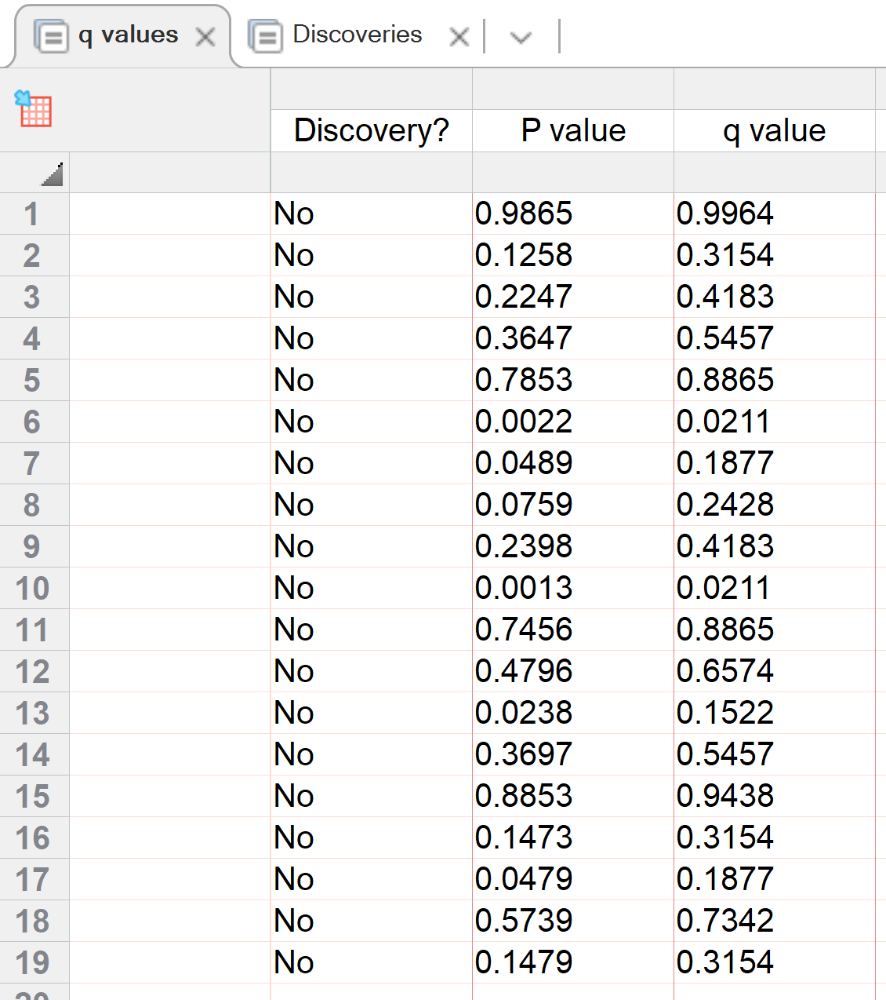 q values Discoveries
Discovery? P value q value
1 No 0.9865 0.9964
2 No 0.1258 0.3154
3 No 0.2247 0.4183
4 No 0.3647 0.5457
5 No 0.7853 0.8865
6 No 0.0022 0.0211
7 No 0.0489 0.1877
8 No 0.0759 0.2428
9 No 0.2398 0.4183
10 No 0.0013 0.0211
11 No 0.7456 0.8865
12 No 0.4796 0.6574
13 No 0.0238 0.1522
14 No 0.3697 0.5457
15 No 0.8853 0.9438
16 No 0.1473 0.3154
17 No 0.0479 0.1877
18 No 0.5739 0.7342
19 No 0.1479 0.3154
20